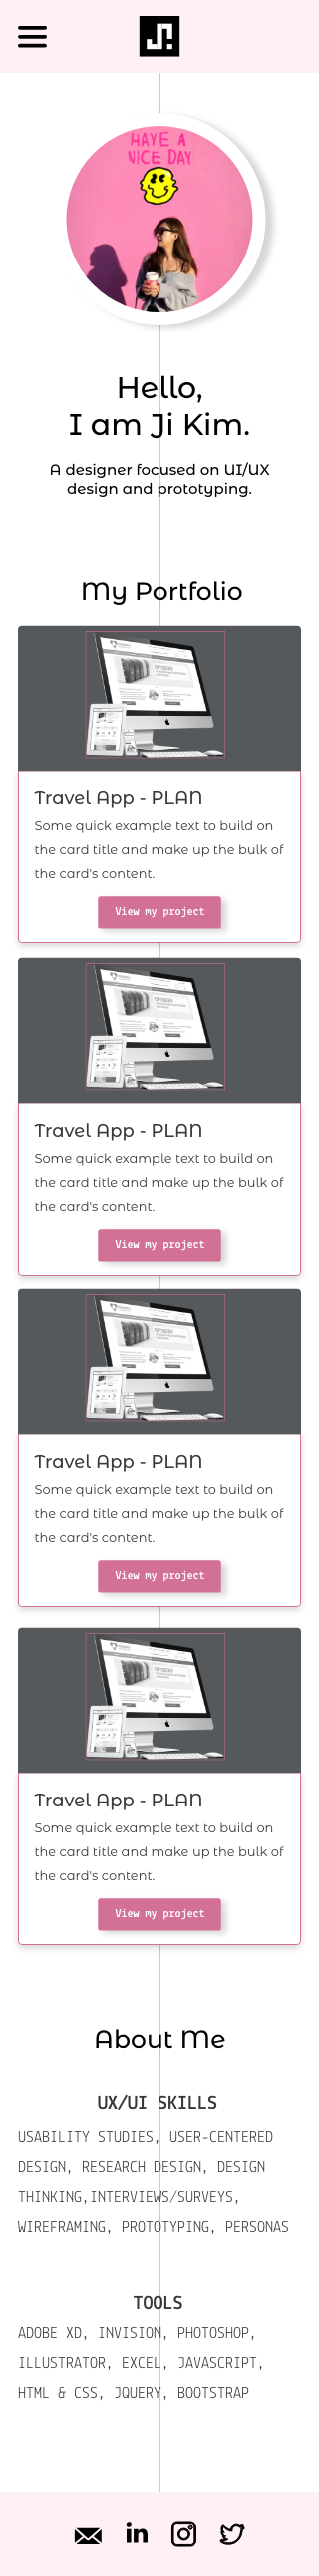 J!
HAVE A
NICE DAY
Hello,
I am Ji Kim.
A designer focused on UI/UX
design and prototyping.
My Portfolio
Travel App - PLAN
Some quick example text to build on
the card title and make up the bulk of
the card's content.
View my project
Travel App - PLAN
Some quick example text to build on
the card title and make up the bulk of
the card's content.
View my project
Travel App - PLAN
Some quick example text to build on
the card title and make up the bulk of
the card's content.
View my project
Travel App - PLAN
Some quick example text to build on
the card title and make up the bulk of
the card's content.
View my project
About Me
UX/UI SKILLS
USABILITY STUDIES, USER-CENTERED
DESIGN, RESEARCH DESIGN, DESIGN
THINKING,INTERVIEWS/SURVEYS,
WIREFRAMING, PROTOTYPING, PERSONAS
TOOLS
ADOBE XD, INVISION, PHOTOSHOP,
ILLUSTRATOR, EXCEL, JAVASCRIPT,
HTML & CSS, JQUERY, BOOTSTRAP
in